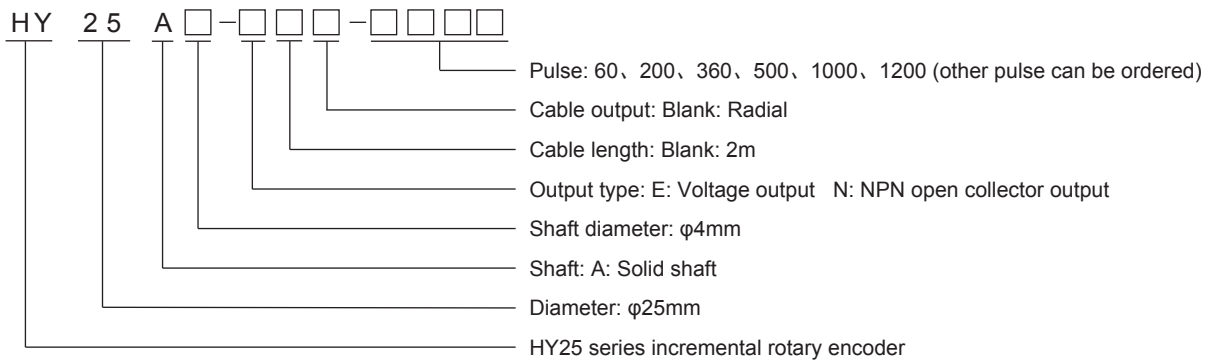 HY 25 A□-□□□-□□□□
Pulse: 60、200、360、500、1000、1200 (other pulse can be ordered)
Cable output: Blank: Radial
Cable length: Blank: 2m
Output type: E: Voltage output N: NPN open collector output
Shaft diameter: φ4mm
Shaft: A: Solid shaft
Diameter: φ25mm
HY25 series incremental rotary encoder